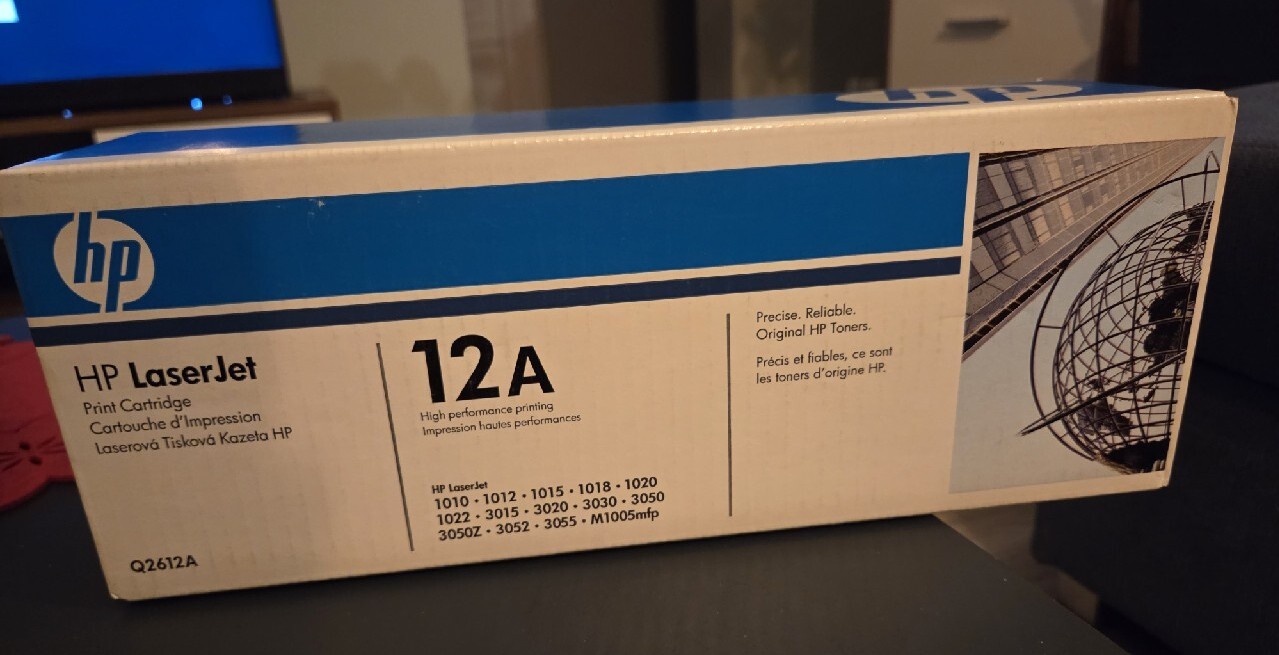 hp
hp
HP LaserJet
Print Cartridge
Cartouche d'Impression
Laserová Tisková Kazeta HP
Q2612A
12A
High performance printing
Impression hautes performances
HP LaserJet
1010 · 1012 · 1015 · 1018 · 1020
1022 · 3015 · 3020 · 3030 · 3050
3050Z · 3052 · 3055 · M1005mfp
Precise. Reliable.
Original HP Toners.
Précis et fiables, ce sont
les toners d'origine HP.